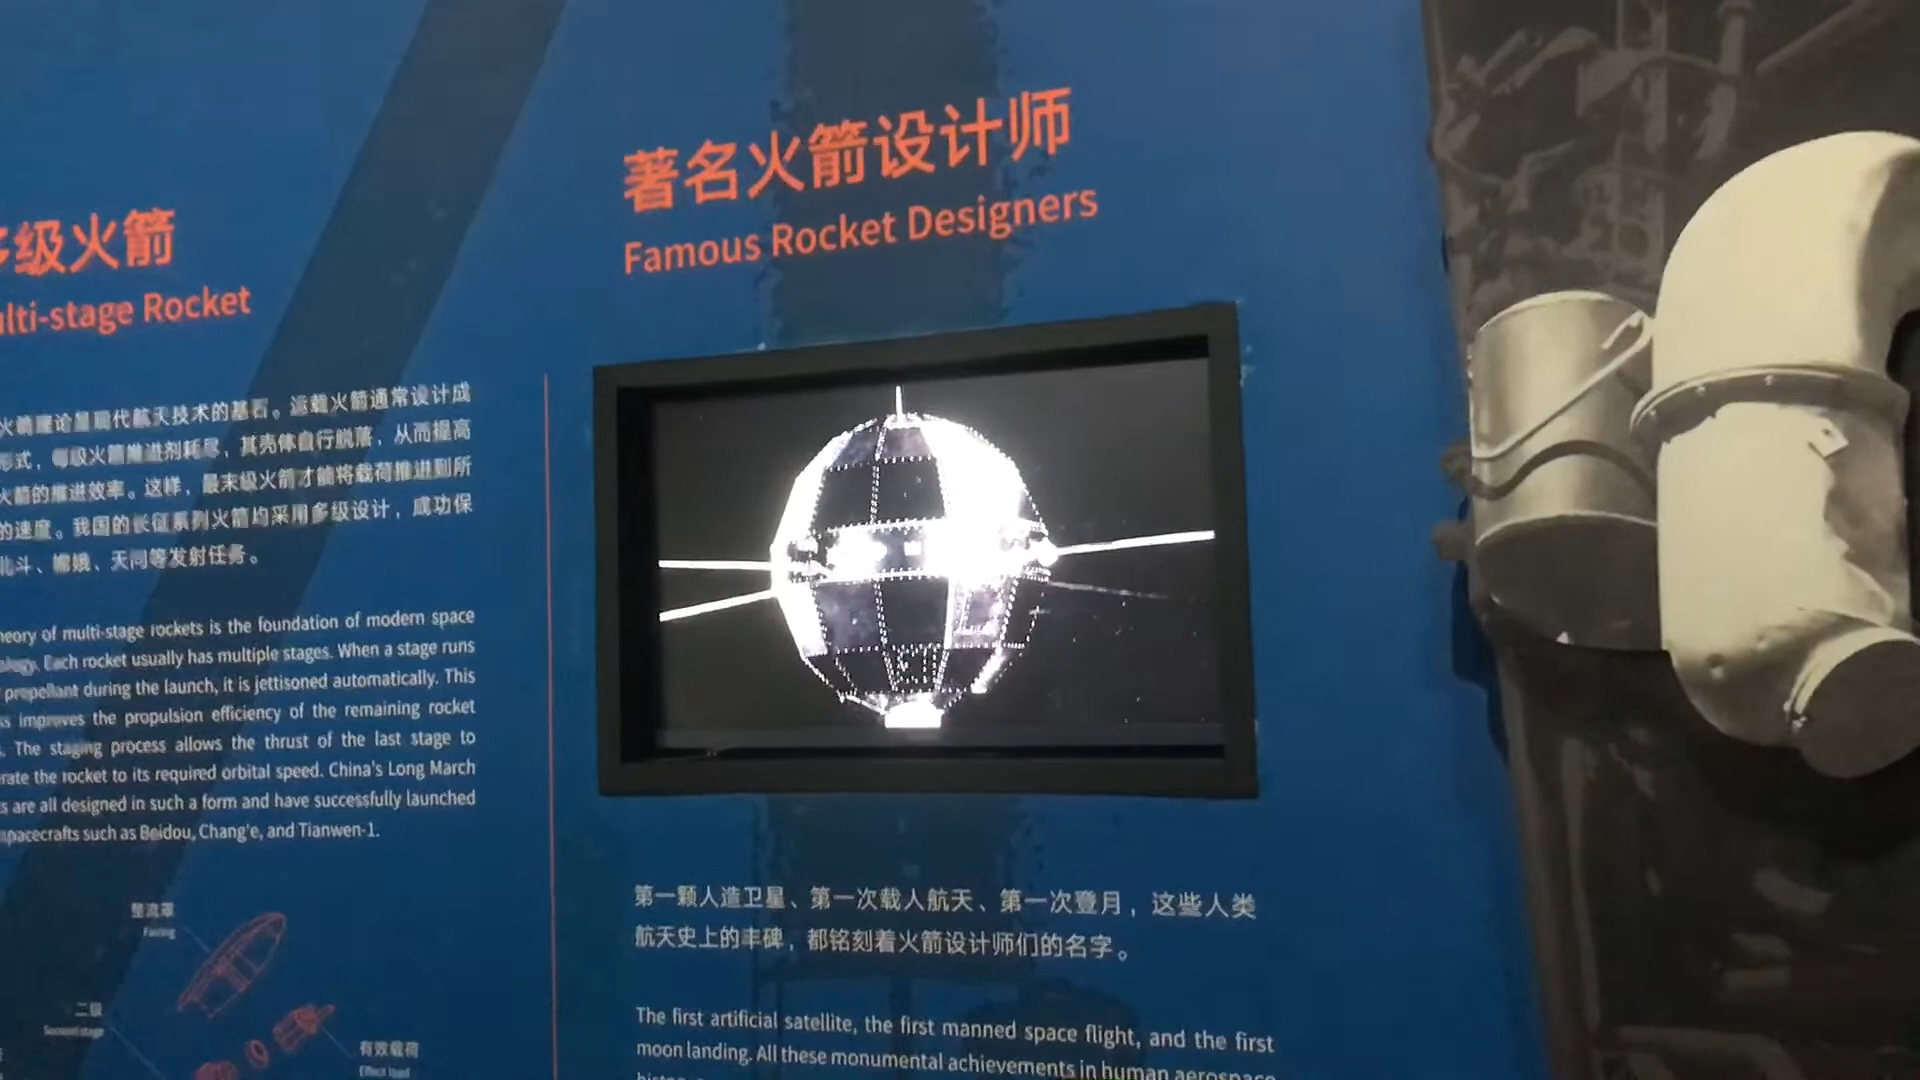 级火箭
lti-stage Rocket
火箭理论是现代航天技术的基石。运载火箭通常设计成
形式，每级火箭推进剂耗尽，其壳体自行脱落，从而提高
火箭的推进效率。这样，最末级火箭才能将载荷推进到所
的速度。我国的长征系列火箭均采用多级设计，成功保
北斗、嫦娥、天问等发射任务。
heory of multi-stage rockets is the foundation of modern space
Each rocket usually has multiple stages. When a stage runs
propellant during the launch, it is jettisoned automatically. This
improves the propulsion efficiency of the remaining rocket
. The staging process allows the thrust of the last stage to
rate the rocket to its required orbital speed. China's Long March
s are all designed in such a form and have successfully launched
spacecrafts such as Beidou, Chang'e, and Tianwen-1.
整流罩
Fairing
二级
Second stage
有效载荷
Effect load
著名火箭设计师
Famous Rocket Designers
第一颗人造卫星、第一次载人航天、第一次登月，这些人类
航天史上的丰碑，都铭刻着火箭设计师们的名字。
The first artificial satellite, the first manned space flight, and the first
moon landing. All these monumental achievements in human aerospace